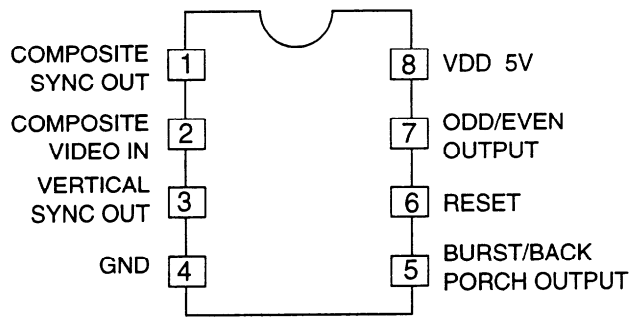 COMPOSITE
SYNC OUT
1
8
VDD 5V
COMPOSITE
VIDEO IN
2
7
ODD/EVEN
OUTPUT
VERTICAL
SYNC OUT
3
6
RESET
GND
4
5
BURST/BACK
PORCH OUTPUT